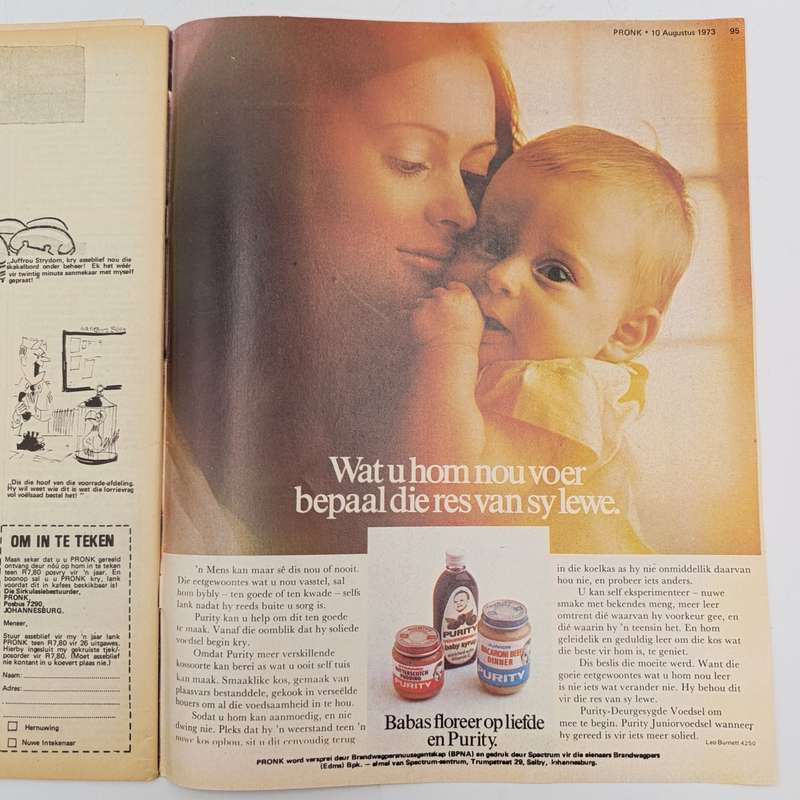 „Juffrou Strydom, kry asseblief nou die
skakelbord onder beheer! Ek het wéér
vir twintig minute aanmekaar met myself
gepraat!
„Dis die hoof van die voorrade-afdeling.
Hy wil weet wie dit is wat die lorrievrag
vol voëlsaad bestel het! "
OM IN TE TEKEN
Maak seker dat u u PRONK gereeld
ontvang deur nóú op hom in te teken
teen R7,80 posvry vir 'n jaar. En
boonop sal u u PRONK kry, lank
voordat dit in kafees beskikbaar is!
Die Sirkulasiebestuurder,
PRONK,
Posbus 7290,
JOHANNESBURG.
Meneer,
Stuur asseblief vir my 'n jaar lank
PRONK teen R7,80 vir 26 uitgawes.
Hierby ingesluit my gekruiste tjek/
posorder vir R7,80. (Moet asseblief
nie kontant in u koevert plaas nie.)
Naam:
Adres:
Hernuwing
Nuwe Intekenaar
PRONK • 10 Augustus 1973 95
Wat u hom nou voer
bepaal die res van sy lewe.
'n Mens kan maar sê dis nou of nooit.
Die eetgewoontes wat u nou vasstel, sal
hom bybly – ten goede of ten kwade – selfs
lank nadat hy reeds buite u sorg is.
Purity kan u help om dit ten goede
te maak. Vanaf die oomblik dat hy soliede
voedsel begin kry.
Omdat Purity meer verskillende
kossoorte kan berei as wat u ooit self tuis
kan maak. Smaaklike kos, gemaak van
plaasvars bestanddele, gekook in verseëlde
houers om al die voedsaamheid in te hou.
Sodat u hom kan aanmoedig, en nie
dwing nie. Pleks dat hy 'n weerstand teen 'n
nuwe kos opbou, sit u dit eenvoudig terug
PURITY
baby syrup
BUTTERSCOTCH
PUDDING
PURITY
MACARONI BEEF
DINNER
PURITY
Babas floreer op liefde
en Purity.
in die koelkas as hy nie onmiddellik daarvan
hou nie, en probeer iets anders.
U kan self eksperimenteer – nuwe
smake met bekendes meng, meer leer
omtrent dié waarvan hy voorkeur gee, en
dié waarin hy 'n teensin het. En hom
geleidelik en geduldig leer om die kos wat
die beste vir hom is, te geniet.
Dis beslis die moeite werd. Want die
goeie eetgewoontes wat u hom nou leer
is nie iets wat verander nie. Hy behou dit
vir die res van sy lewe.
Purity-Deurgesygde Voedsel om
mee te begin. Purity Juniorvoedsel wanneer
hy gereed is vir iets meer solied.
Leo Burnett 4250
PRONK word versprei deur Brandwagpersnuusagentskap (BPNA) en gedruk deur Spectrum vir die eienaars Brandwagpers
(Edms) Bpk. – almal van Spectrum-sentrum, Trumpstraat 29, Selby, Johannesburg.